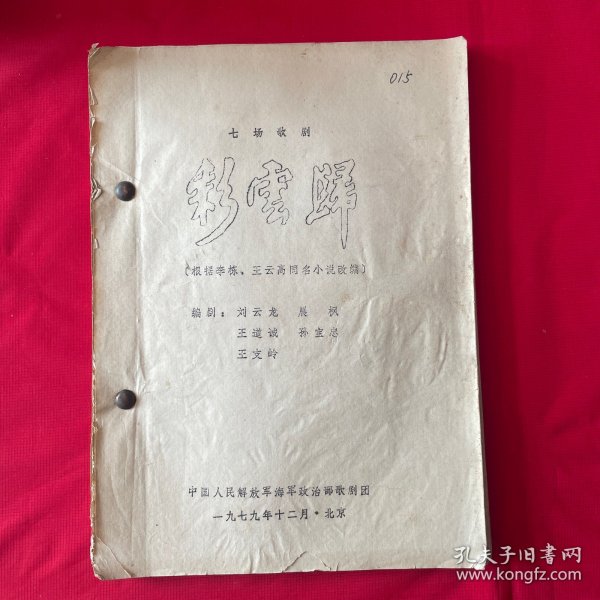 015
七场歌剧
彩雲歸
(根据李栋、王云高同名小说改编)
编剧：刘云龙 晨枫
王道诚 孙宝忠
王克岭
中国人民解放军海军政治部歌剧团
一九七九年十二月·北京
孔夫子旧书网
www.kongfz.com